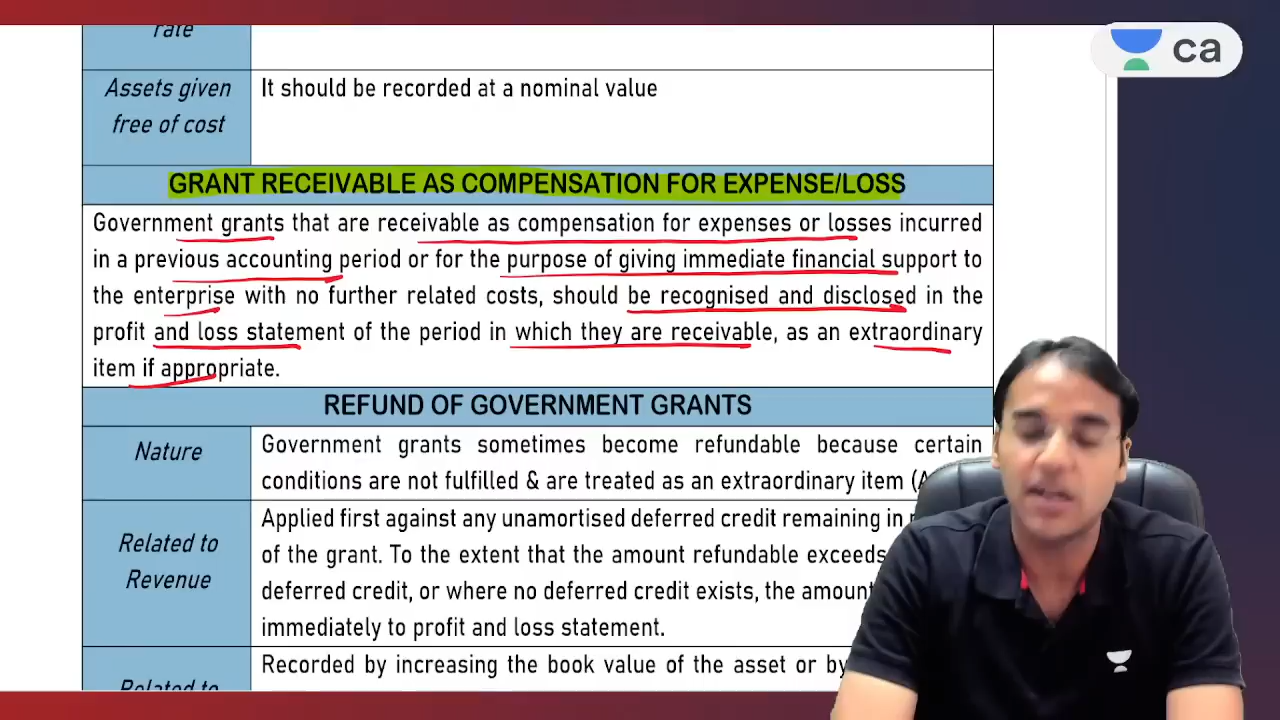 rate
ca
Assets given
free of cost
It should be recorded at a nominal value
GRANT RECEIVABLE AS COMPENSATION FOR EXPENSE/LOSS
Government grants that are receivable as compensation for expenses or losses incurred
in a previous accounting period or for the purpose of giving immediate financial support to
the enterprise with no further related costs, should be recognised and disclosed in the
profit and loss statement of the period in which they are receivable, as an extraordinary
item if appropriate.
REFUND OF GOVERNMENT GRANTS
Nature
Government grants sometimes become refundable because certain
conditions are not fulfilled & are treated as an extraordinary item
Related to
Revenue
Applied first against any unamortised deferred credit remaining in
of the grant. To the extent that the amount refundable exceeds
deferred credit, or where no deferred credit exists, the amount
immediately to profit and loss statement.
Related to
Recorded by increasing the book value of the asset or by